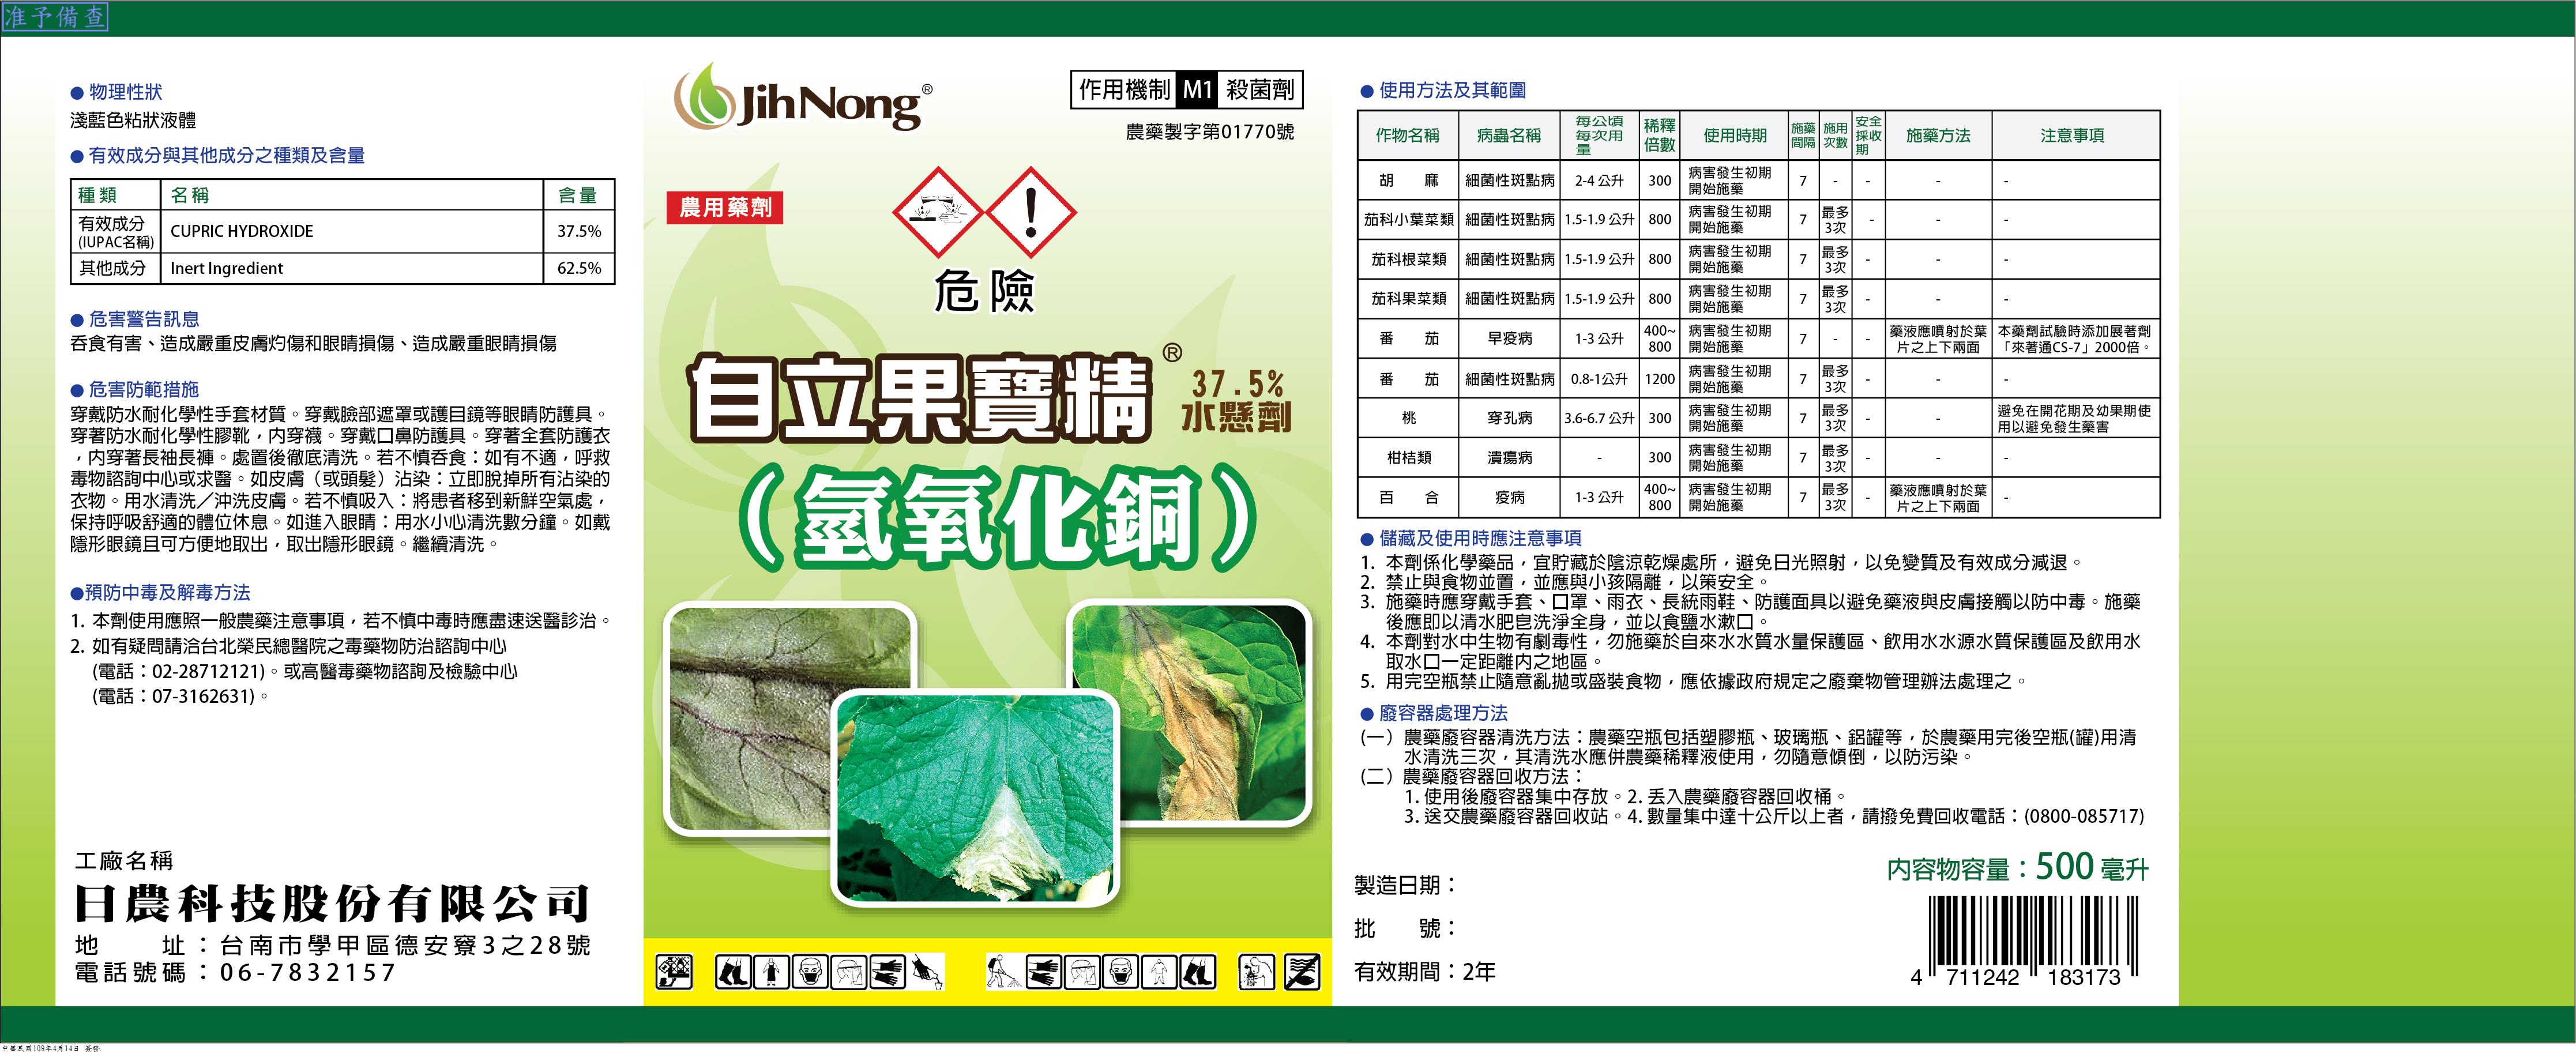 准予備查
● 物理性狀
淺藍色粘狀液體
● 有效成分與其他成分之種類及含量
種類 名稱 含量
有效成分 (IUPAC名稱) CUPRIC HYDROXIDE 37.5%
其他成分 Inert Ingredient 62.5%
● 危害警告訊息
吞食有害、造成嚴重皮膚灼傷和眼睛損傷、造成嚴重眼睛損傷
● 危害防範措施
穿戴防水耐化學性手套材質。穿戴臉部遮罩或護目鏡等眼睛防護具。
穿著防水耐化學性膠靴，內穿襪。穿戴口鼻防護具。穿著全套防護衣
，內穿著長袖長褲。處置後徹底清洗。若不慎吞食：如有不適，呼救
毒物諮詢中心或求醫。如皮膚（或頭髮）沾染：立即脫掉所有沾染的
衣物。用水清洗／沖洗皮膚。若不慎吸入：將患者移到新鮮空氣處，
保持呼吸舒適的體位休息。如進入眼睛：用水小心清洗數分鐘。如戴
隱形眼鏡且可方便地取出，取出隱形眼鏡。繼續清洗。
●預防中毒及解毒方法
1. 本劑使用應照一般農藥注意事項，若不慎中毒時應盡速送醫診治。
2. 如有疑問請洽台北榮民總醫院之毒藥物防治諮詢中心
(電話：02-28712121)。或高醫毒藥物諮詢及檢驗中心
(電話：07-3162631)。
工廠名稱
日農科技股份有限公司
地 址：台南市學甲區德安寮3之28號
電話號碼：06-7832157
JihNong®
作用機制 M1 殺菌劑
農藥製字第01770號
農用藥劑
危險
自立果寶精®
37.5%
水懸劑
（氫氧化銅）
● 使用方法及其範圍
作物名稱 病蟲名稱 每公頃每次用量 稀釋倍數 使用時期 施藥間隔 施用次數 安全採收期 施藥方法 注意事項
胡 麻 細菌性斑點病 2-4 公升 300 病害發生初期開始施藥 7 - - - -
茄科小葉菜類 細菌性斑點病 1.5-1.9 公升 800 病害發生初期開始施藥 7 最多3次 - - -
茄科根菜類 細菌性斑點病 1.5-1.9 公升 800 病害發生初期開始施藥 7 最多3次 - - -
茄科果菜類 細菌性斑點病 1.5-1.9 公升 800 病害發生初期開始施藥 7 最多3次 - - -
番 茄 早疫病 1-3 公升 400~800 病害發生初期開始施藥 7 - - 藥液應噴射於葉片之上下兩面 本藥劑試驗時添加展著劑「來著通CS-7」2000倍。
番 茄 細菌性斑點病 0.8-1公升 1200 病害發生初期開始施藥 7 最多3次 - - -
桃 穿孔病 3.6-6.7 公升 300 病害發生初期開始施藥 7 最多3次 - - 避免在開花期及幼果期使用以避免發生藥害
柑桔類 潰瘍病 - 300 病害發生初期開始施藥 7 最多3次 - - -
百 合 疫病 1-3 公升 400~800 病害發生初期開始施藥 7 最多3次 - 藥液應噴射於葉片之上下兩面 -
● 儲藏及使用時應注意事項
1. 本劑係化學藥品，宜貯藏於陰涼乾燥處所，避免日光照射，以免變質及有效成分減退。
2. 禁止與食物並置，並應與小孩隔離，以策安全。
3. 施藥時應穿戴手套、口罩、雨衣、長統雨鞋、防護面具以避免藥液與皮膚接觸以防中毒。施藥
後應即以清水肥皂洗淨全身，並以食鹽水漱口。
4. 本劑對水中生物有劇毒性，勿施藥於自來水水質水量保護區、飲用水水源水質保護區及飲用水
取水口一定距離內之地區。
5. 用完空瓶禁止隨意亂拋或盛裝食物，應依據政府規定之廢棄物管理辦法處理之。
● 廢容器處理方法
(一）農藥廢容器清洗方法：農藥空瓶包括塑膠瓶、玻璃瓶、鋁罐等，於農藥用完後空瓶(罐)用清
水清洗三次，其清洗水應併農藥稀釋液使用，勿隨意傾倒，以防污染。
(二）農藥廢容器回收方法：
1. 使用後廢容器集中存放。2. 丟入農藥廢容器回收桶。
3. 送交農藥廢容器回收站。4. 數量集中達十公斤以上者，請撥免費回收電話：(0800-085717)
內容物容量：500 毫升
製造日期：
批 號：
有效期間：2年
4 711242 183173
中華民國109年4月14日 簽發